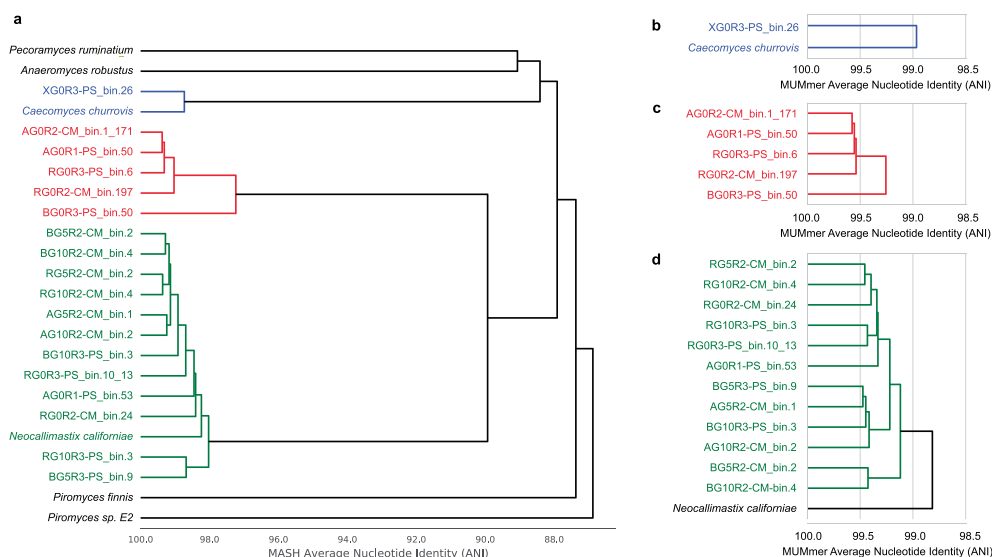 a
Pecoramyces ruminatium
Anaeromyces robustus
XG0R3-PS_bin.26
Caecomyces churrovis
AG0R2-CM_bin.1_171
AG0R1-PS_bin.50
RG0R3-PS_bin.6
RG0R2-CM_bin.197
BG0R3-PS_bin.50
BG5R2-CM_bin.2
BG10R2-CM_bin.4
RG5R2-CM_bin.2
RG10R2-CM_bin.4
AG5R2-CM_bin.1
AG10R2-CM_bin.2
BG10R3-PS_bin.3
RG0R3-PS_bin.10_13
AG0R1-PS_bin.53
RG0R2-CM_bin.24
Neocallimastix californiae
RG10R3-PS_bin.3
BG5R3-PS_bin.9
Piromyces finnis
Piromyces sp. E2
100.0 98.0 96.0 94.0 92.0 90.0 88.0
MASH Average Nucleotide Identity (ANI)
b
XG0R3-PS_bin.26
Caecomyces churrovis
100.0 99.5 99.0 98.5
MUMmer Average Nucleotide Identity (ANI)
c
AG0R2-CM_bin.1_171
AG0R1-PS_bin.50
RG0R3-PS_bin.6
RG0R2-CM_bin.197
BG0R3-PS_bin.50
100.0 99.5 99.0 98.5
MUMmer Average Nucleotide Identity (ANI)
d
RG5R2-CM_bin.2
RG10R2-CM_bin.4
RG0R2-CM_bin.24
RG10R3-PS_bin.3
RG0R3-PS_bin.10_13
AG0R1-PS_bin.53
BG5R3-PS_bin.9
AG5R2-CM_bin.1
BG10R3-PS_bin.3
AG10R2-CM_bin.2
BG5R2-CM_bin.2
BG10R2-CM-bin.4
Neocallimastix californiae
100.0 99.5 99.0 98.5
MUMmer Average Nucleotide Identity (ANI)